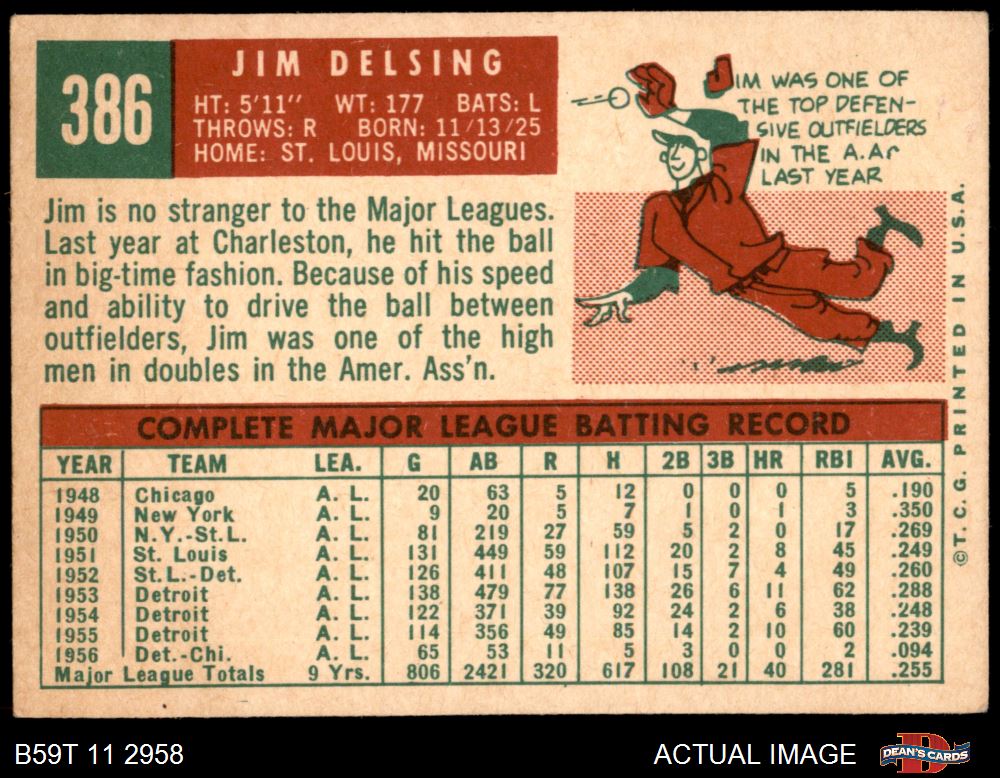 386
JIM DELSING
HT: 5'11" WT: 177 BATS: L
THROWS: R BORN: 11/13/25
HOME: ST. LOUIS, MISSOURI
JIM WAS ONE OF
THE TOP DEFEN-
SIVE OUTFIELDERS
IN THE A.A.
LAST YEAR
Jim is no stranger to the Major Leagues.
Last year at Charleston, he hit the ball
in big-time fashion. Because of his speed
and ability to drive the ball between
outfielders, Jim was one of the high
men in doubles in the Amer. Ass'n.
COMPLETE MAJOR LEAGUE BATTING RECORD
YEAR TEAM LEA. G AB R H 2B 3B HR RBI AVG.
1948 Chicago A. L. 20 63 5 12 0 0 0 5 .190
1949 New York A. L. 9 20 5 7 1 0 1 3 .350
1950 N.Y.-St.L. A. L. 81 219 27 59 5 2 0 17 .269
1951 St. Louis A. L. 131 449 59 112 20 2 8 45 .249
1952 St.L.-Det. A. L. 126 411 48 107 15 7 4 49 .260
1953 Detroit A. L. 138 479 77 138 26 6 11 62 .288
1954 Detroit A. L. 122 371 39 92 24 2 6 38 .248
1955 Detroit A. L. 114 356 49 85 14 2 10 60 .239
1956 Det.-Chi. A. L. 65 53 11 5 3 0 0 2 .094
Major League Totals 9 Yrs. 806 2421 320 617 108 21 40 281 .255
©T. C. G. PRINTED IN U.S.A.
B59T 11 2958
ACTUAL IMAGE
D
DEAN'S CARDS